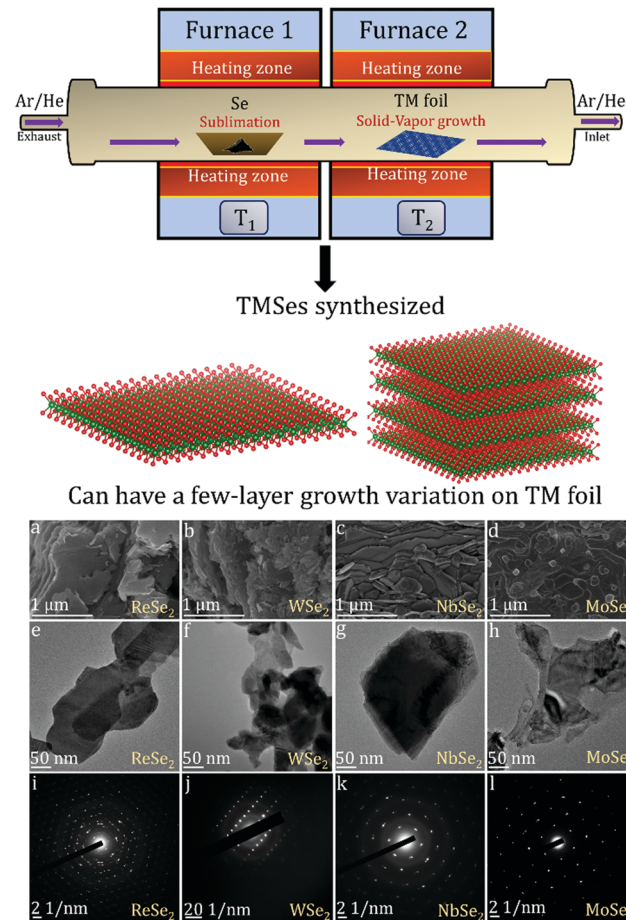 Furnace 1
Furnace 2
Heating zone
Heating zone
Ar/He
Exhaust
Se
Sublimation
TM foil
Solid-Vapor growth
Ar/He
Inlet
Heating zone
Heating zone
T₁
T₂
TMSes synthesized
Can have a few-layer growth variation on TM foil
a
1 µm
ReSe₂
b
1 µm
WSe₂
c
1 µm
NbSe₂
d
1 µm
MoSe
e
50 nm
ReSe₂
f
50 nm
WSe₂
g
50 nm
NbSe₂
h
50 nm
MoSe
i
2 1/nm
ReSe₂
j
20 1/nm
WSe₂
k
2 1/nm
NbSe₂
l
2 1/nm
MoSe